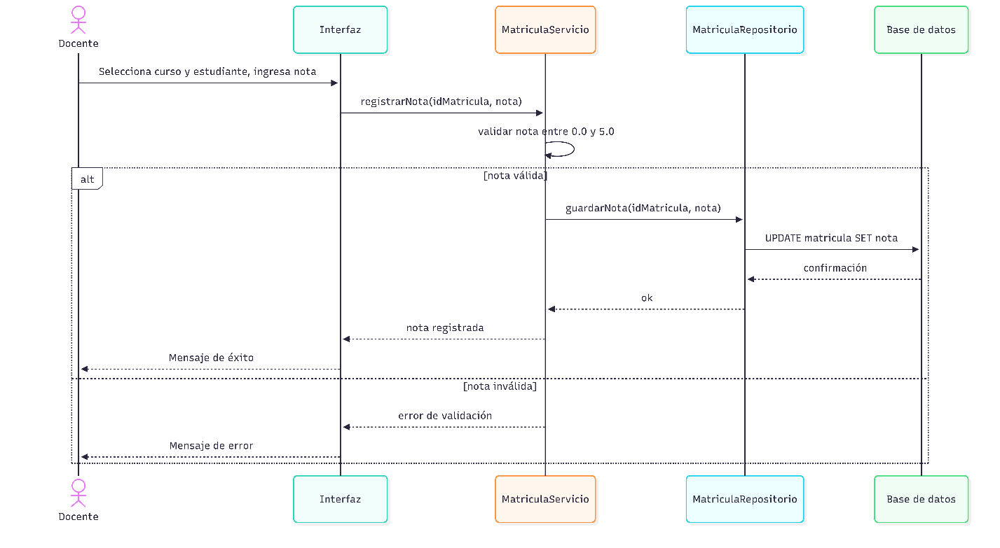 Docente
Interfaz
MatriculaServicio
MatriculaRepositorio
Base de datos
Selecciona curso y estudiante, ingresa nota
registrarNota(idMatricula, nota)
validar nota entre 0.0 y 5.0
alt
[nota válida]
guardarNota(idMatricula, nota)
UPDATE matricula SET nota
confirmación
ok
nota registrada
Mensaje de éxito
[nota inválida]
error de validación
Mensaje de error
Docente
Interfaz
MatriculaServicio
MatriculaRepositorio
Base de datos